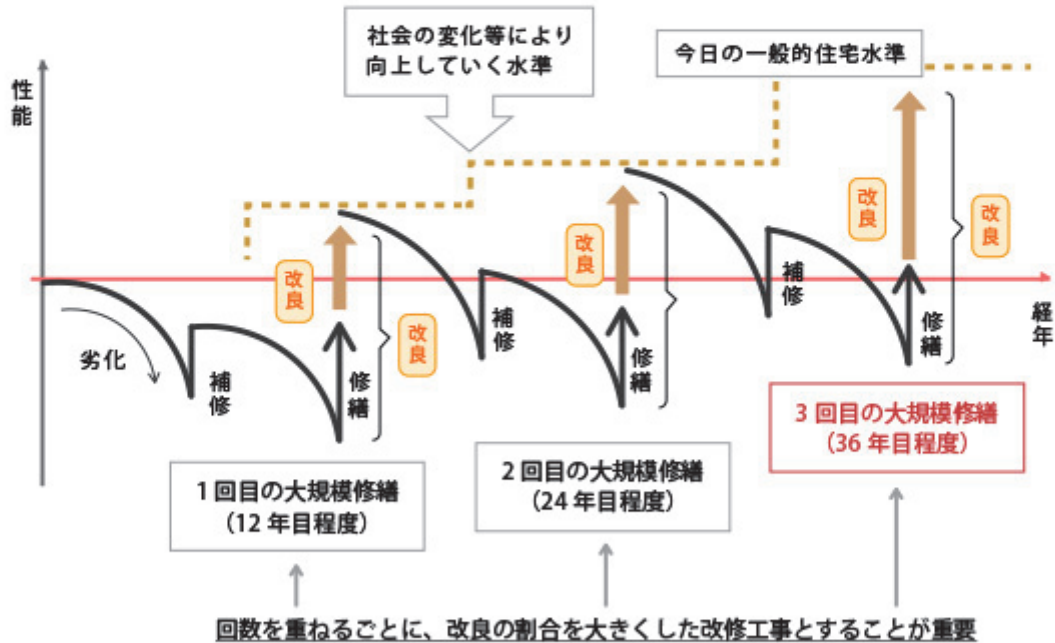 社会の変化等により
向上していく水準
今日の一般的住宅水準
性能
改良
改良
改良
改良
改良
劣化
補修
修繕
補修
修繕
補修
修繕
経年
1回目の大規模修繕
（12年目程度）
2回目の大規模修繕
（24年目程度）
3回目の大規模修繕
（36年目程度）
回数を重ねるごとに、改良の割合を大きくした改修工事とすることが重要